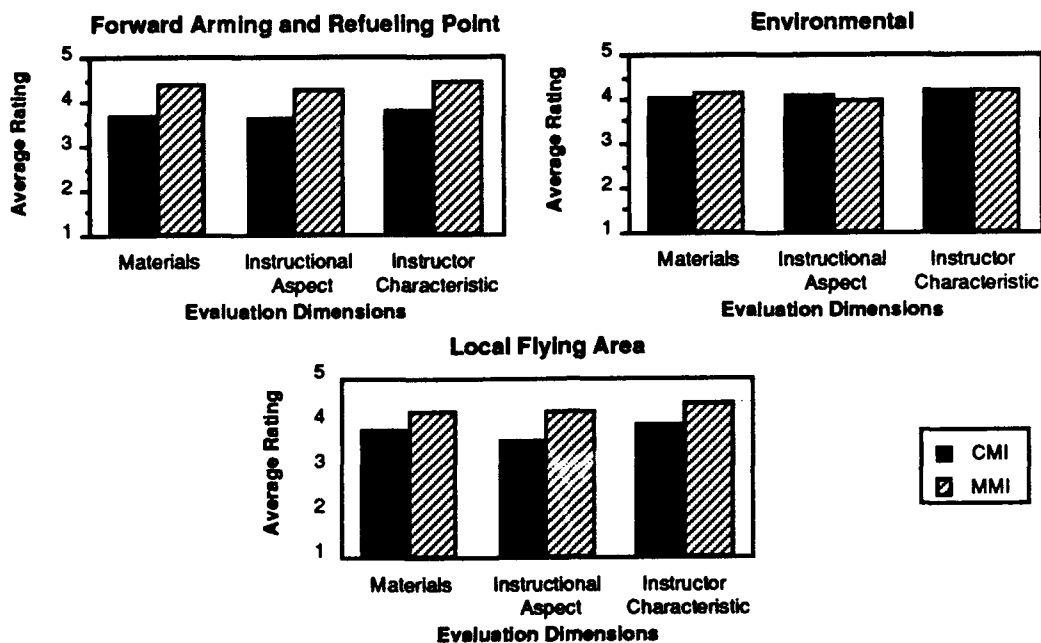 Forward Arming and Refueling Point
5
4
3
2
1
Average Rating
Materials
Instructional Aspect
Instructor Characteristic
Evaluation Dimensions
Environmental
5
4
3
2
1
Average Rating
Materials
Instructional Aspect
Instructor Characteristic
Evaluation Dimensions
Local Flying Area
5
4
3
2
1
Average Rating
Materials
Instructional Aspect
Instructor Characteristic
Evaluation Dimensions
CMI
MMI